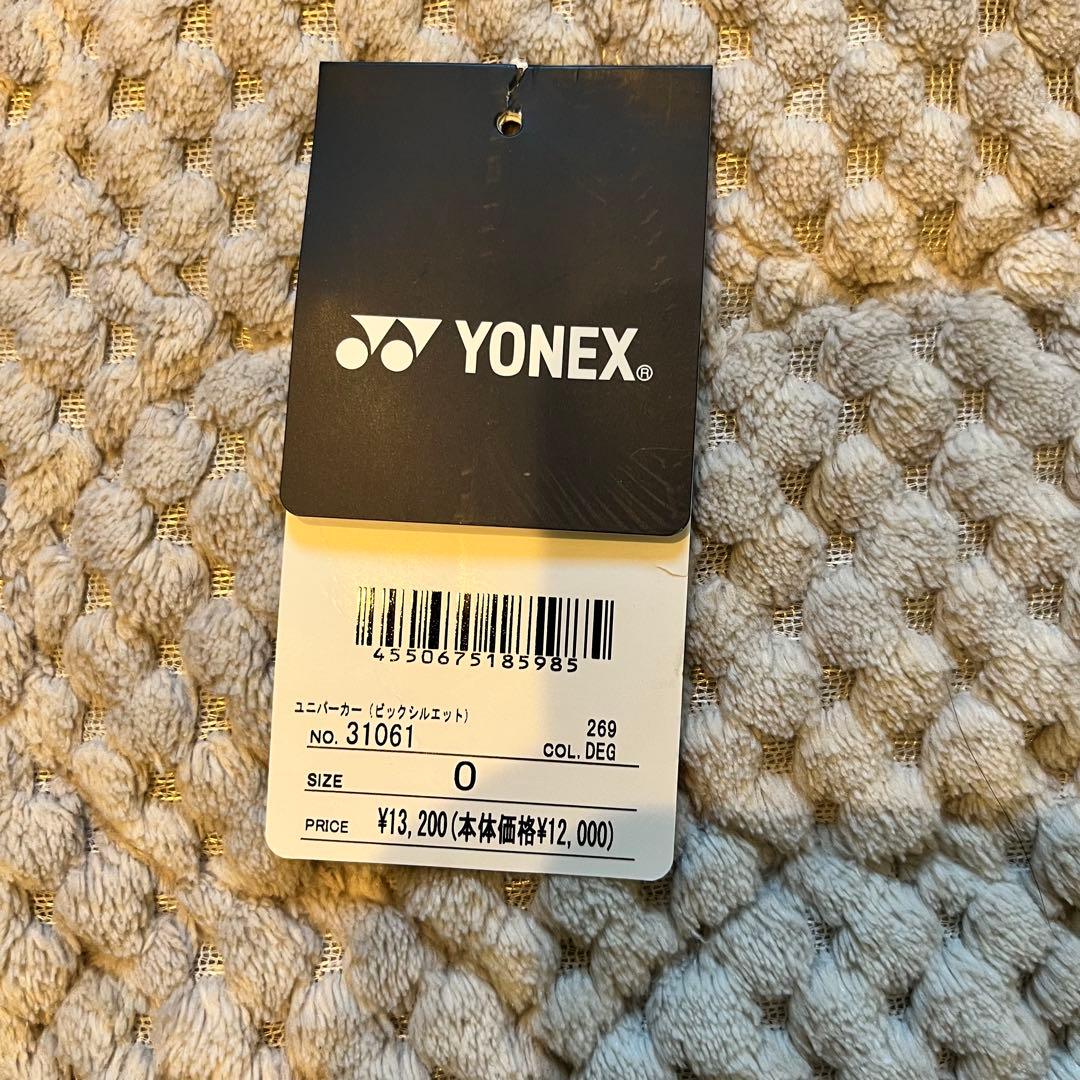 YONEX®
4550675185985
ユニパーカー(ビックシルエット)
NO. 31061
269
COL. DEG
SIZE O
PRICE ¥13,200(本体価格¥12,000)